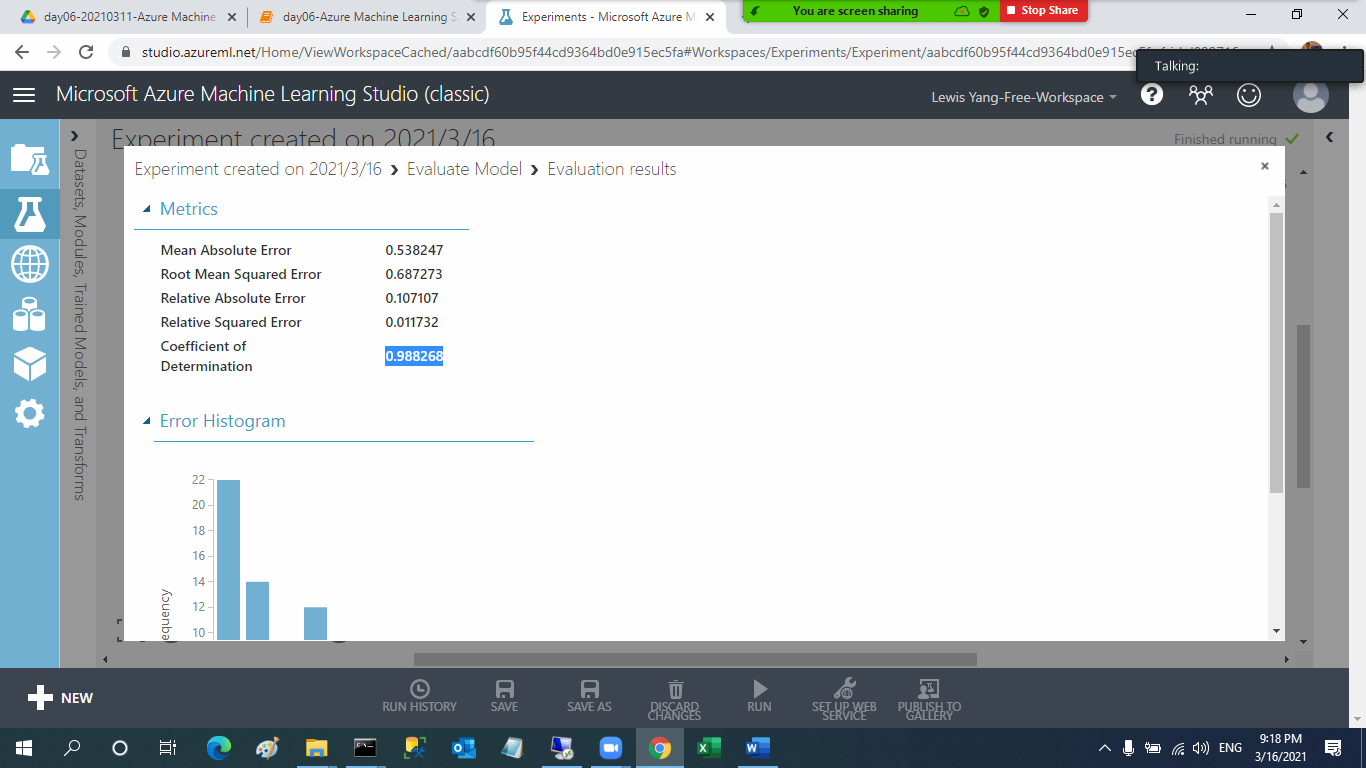 day06-20210311-Azure Machine
day06-Azure Machine Learning S
Experiments - Microsoft Azure M
You are screen sharing
Stop Share
studio.azureml.net/Home/ViewWorkspaceCached/aabcdf60b95f44cd9364bd0e915ec5fa#Workspaces/Experiments/Experiment/aabcdf60b95f44cd9364bd0e915ec5
Talking:
Microsoft Azure Machine Learning Studio (classic)
Lewis Yang-Free-Workspace
Experiment created on 2021/3/16
Finished running
Datasets, Modules, Trained Models, and Transforms
Experiment created on 2021/3/16 ❯ Evaluate Model ❯ Evaluation results
Metrics
Mean Absolute Error 0.538247
Root Mean Squared Error 0.687273
Relative Absolute Error 0.107107
Relative Squared Error 0.011732
Coefficient of
Determination 0.988268
Error Histogram
22
20
18
16
14
12
10
equency
NEW
RUN HISTORY
SAVE
SAVE AS
DISCARD
CHANGES
RUN
SET UP WEB
SERVICE
PUBLISH TO
GALLERY
ENG
9:18 PM
3/16/2021